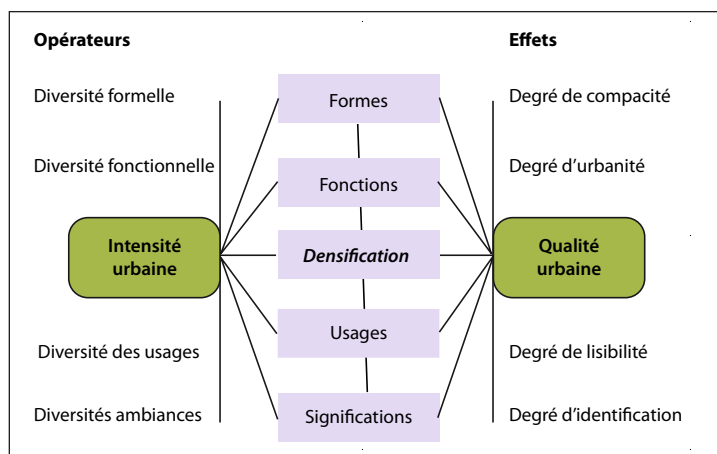 Opérateurs
Effets
Diversité formelle
Formes
Degré de compacité
Diversité fonctionnelle
Fonctions
Degré d'urbanité
Intensité
urbaine
Densification
Qualité
urbaine
Diversité des usages
Usages
Degré de lisibilité
Diversités ambiances
Significations
Degré d'identification